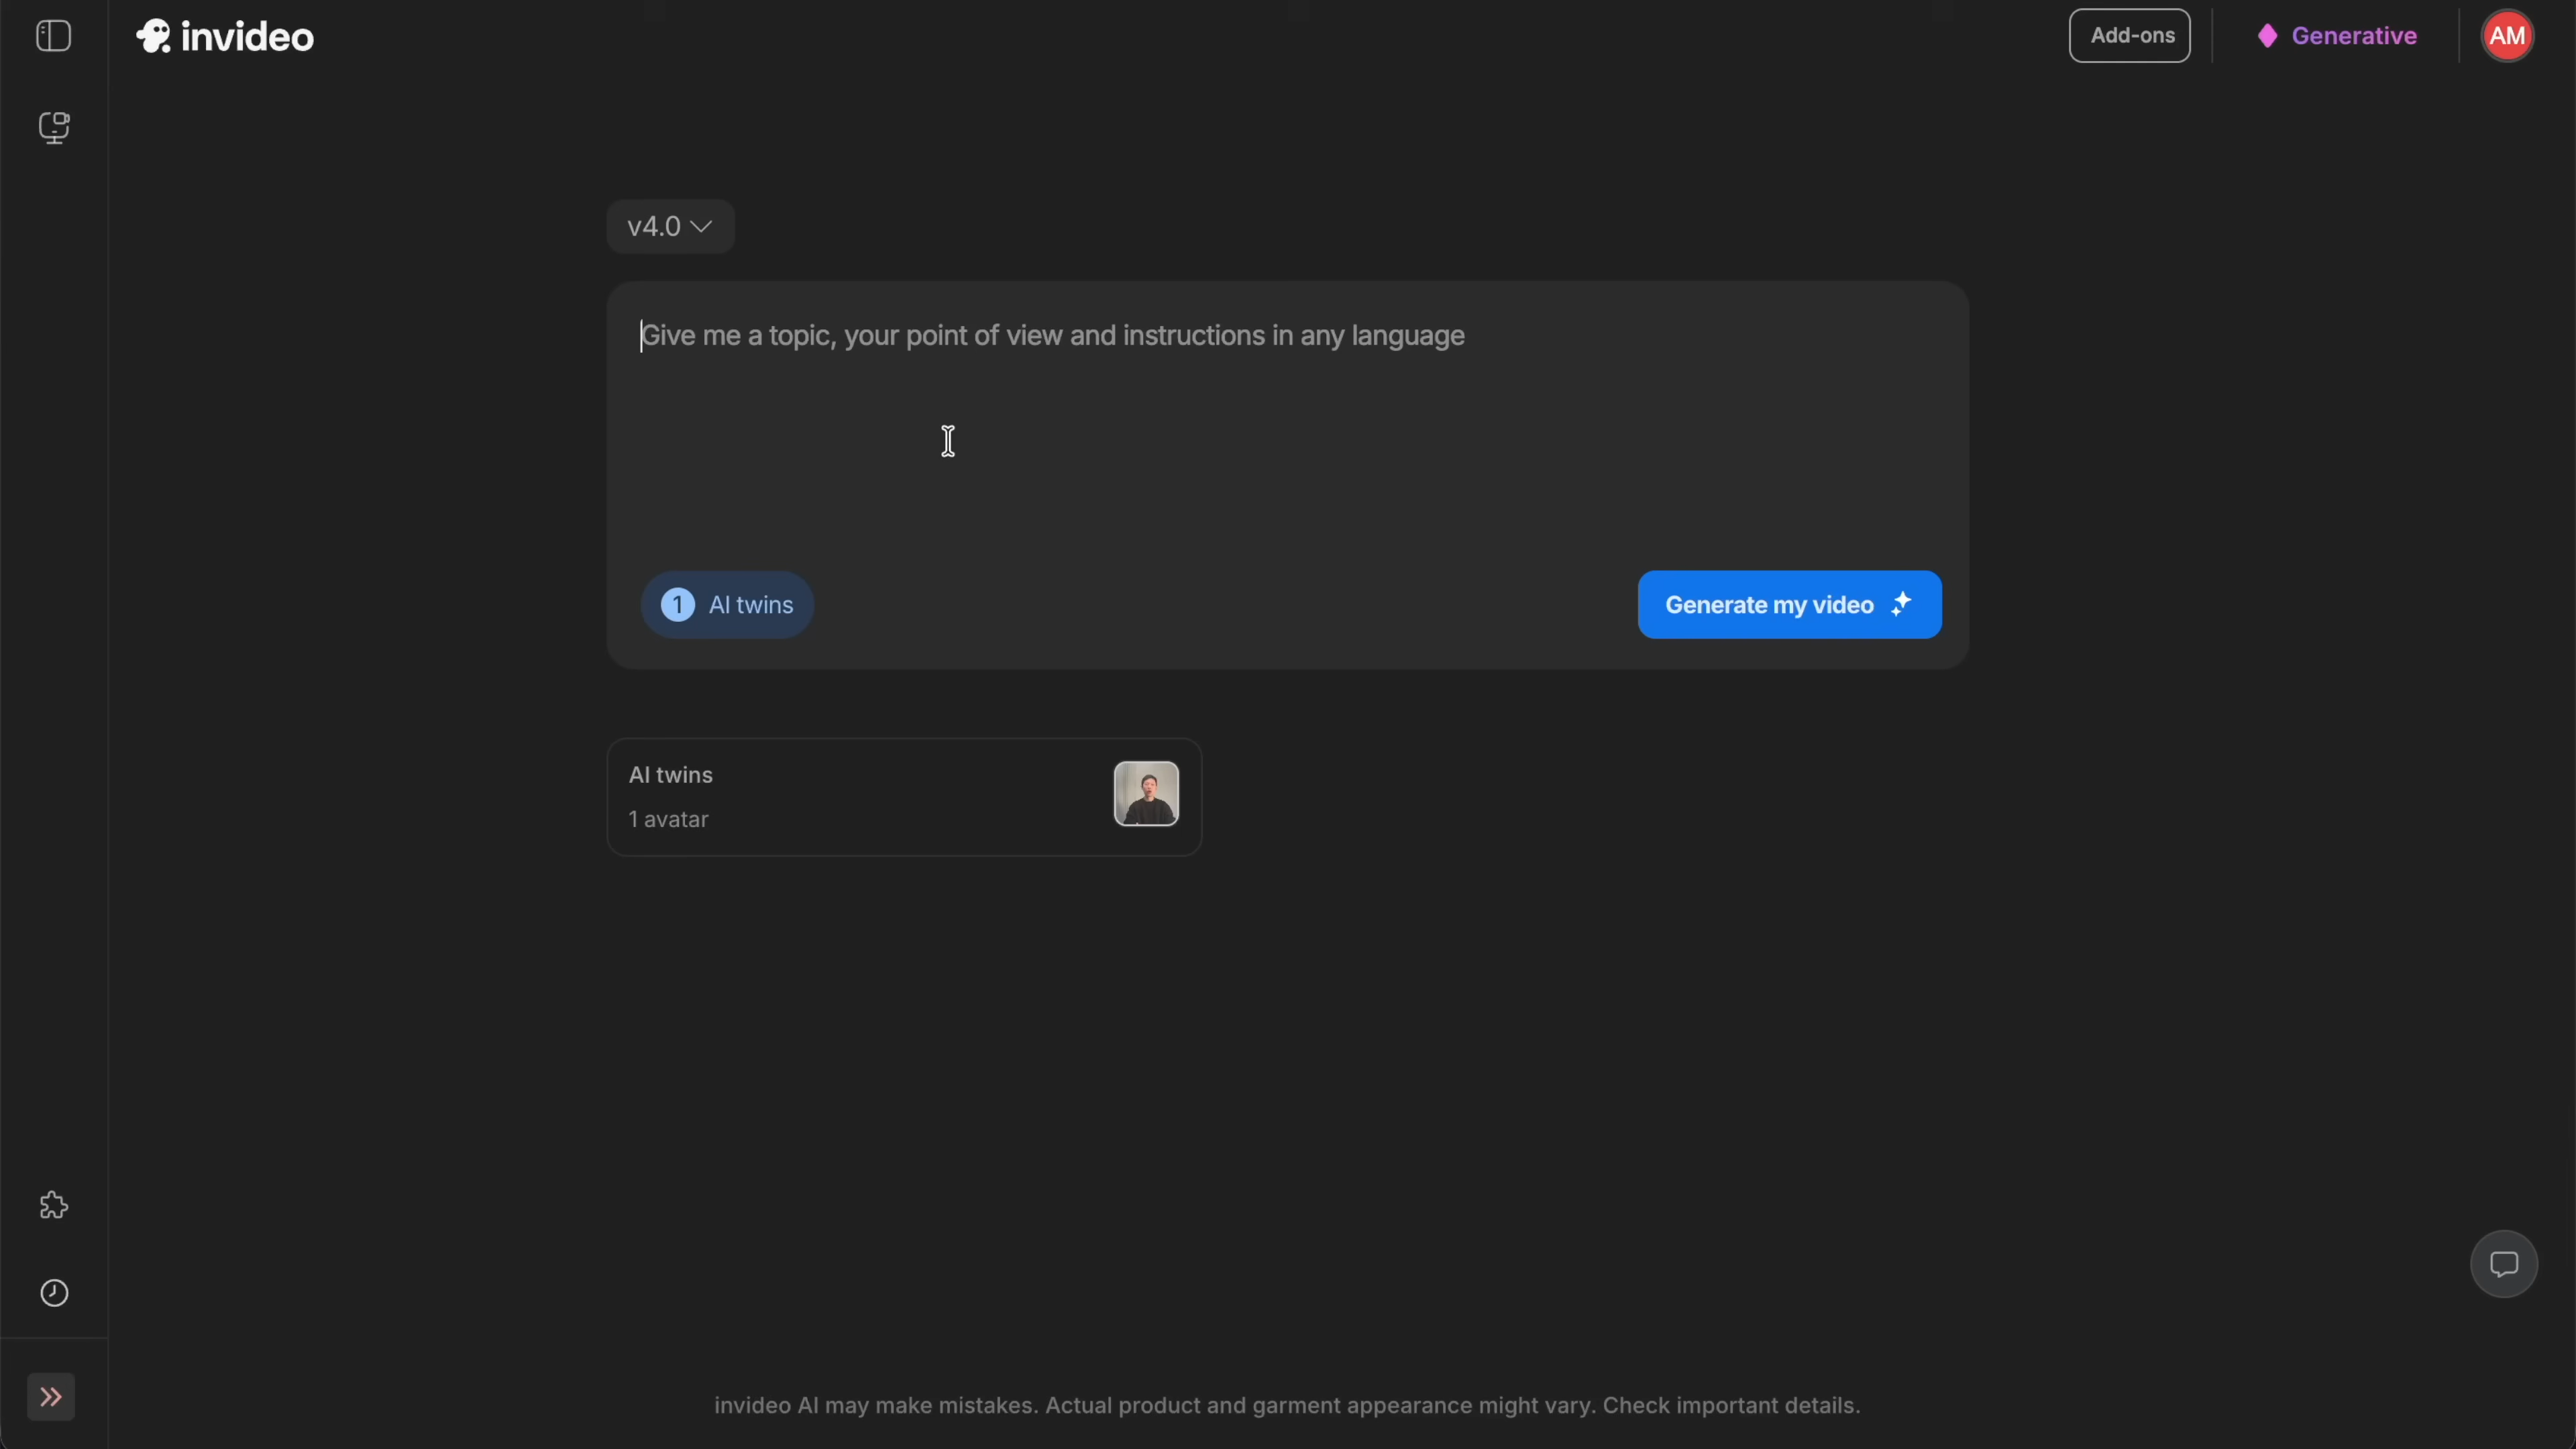 invideo
Add-ons
Generative
AM
v4.0
Give me a topic, your point of view and instructions in any language
1 AI twins
Generate my video
AI twins
1 avatar
invideo AI may make mistakes. Actual product and garment appearance might vary. Check important details.